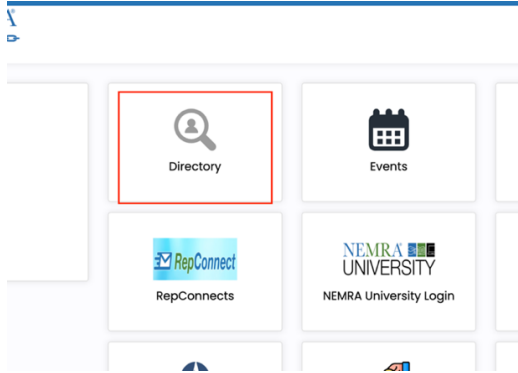 Directory
Events
RepConnect
RepConnects
NEMRA
UNIVERSITY
NEMRA University Login